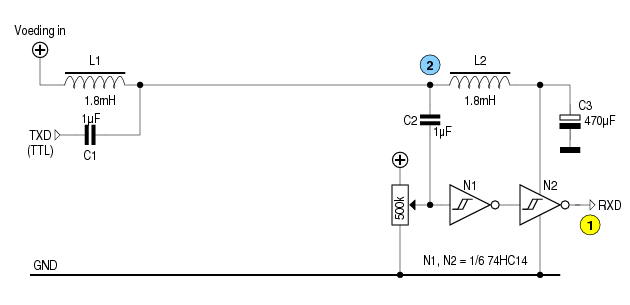 Voeding in
L1
1.8mH
1µF
TXD
(TTL)
C1
2
L2
1.8mH
C2
1µF
C3
470µF
500k
N1
N2
RXD
1
N1, N2 = 1/6 74HC14
GND